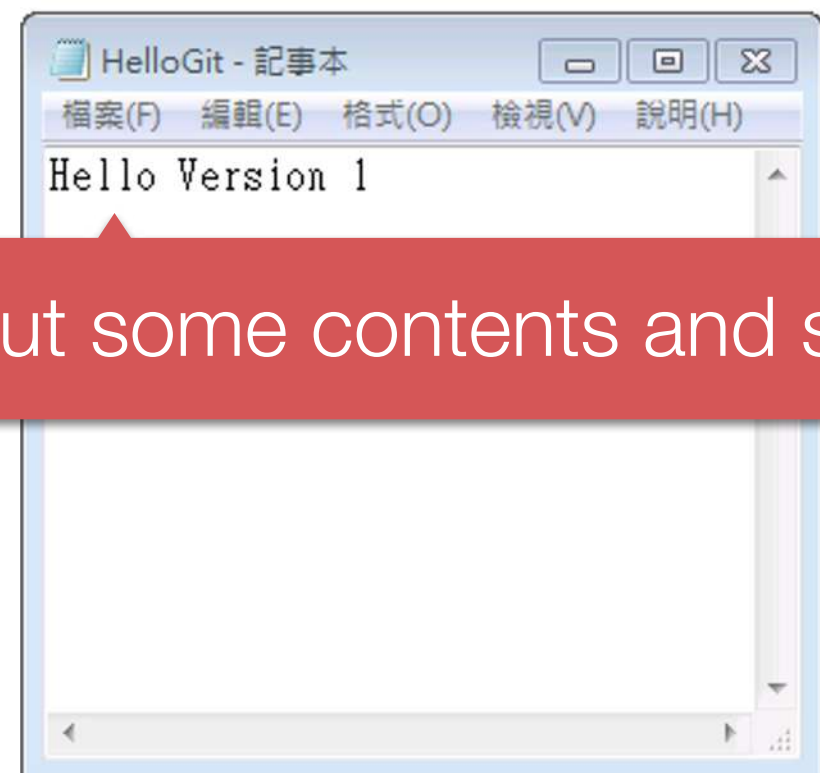 HelloGit - 記事本
檔案(F) 編輯(E) 格式(O) 檢視(V) 說明(H)
Hello Version 1
ut some contents and s